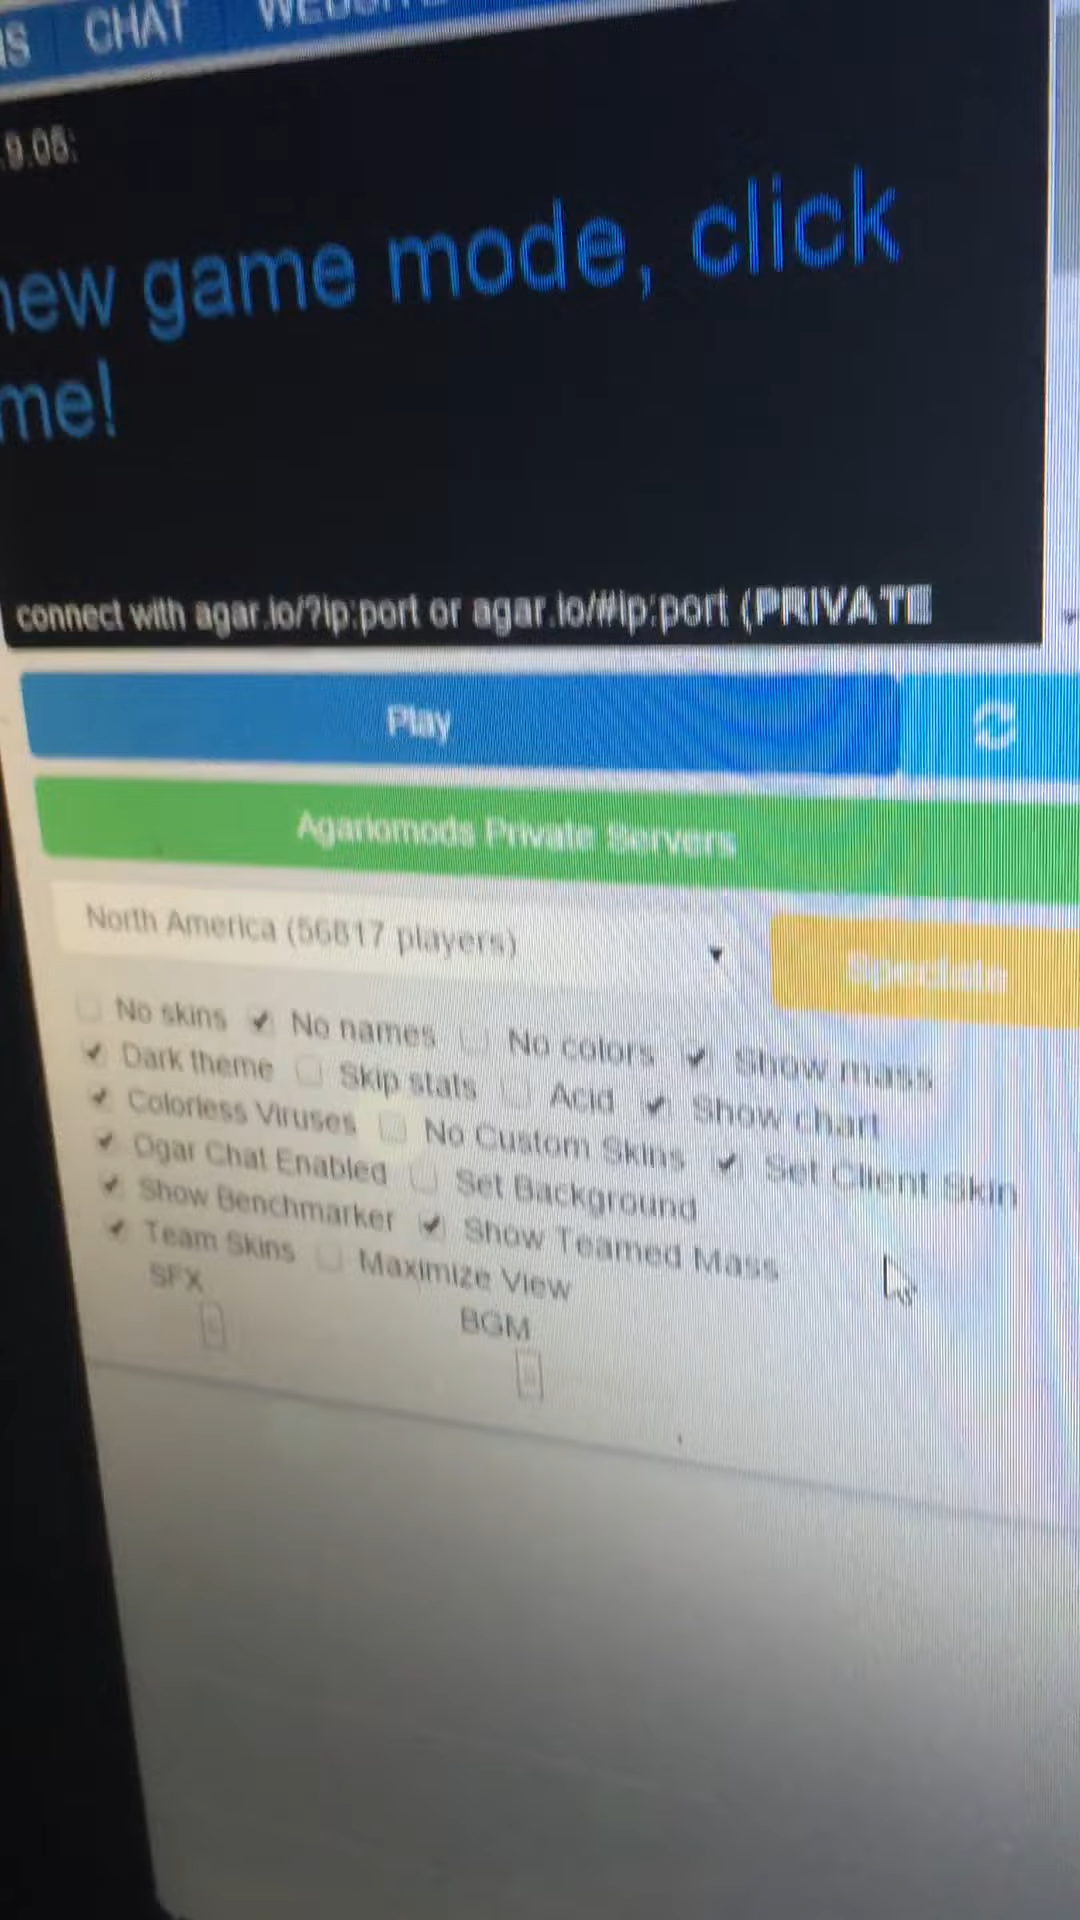 CHAT
.9.06:
new game mode, click
me!
connect with agar.io/?ip:port or agar.io/#ip:port (PRIVATE
Play
Agariomods Private Servers
North America (56817 players)
Spectate
No skins No names No colors Show mass
Dark theme Skip stats Acid Show chart
Colorless Viruses No Custom Skins Set Client Skin
Ogar Chat Enabled Set Background
Show Benchmarker Show Teamed Mass
Team Skins Maximize View
SFX
BGM